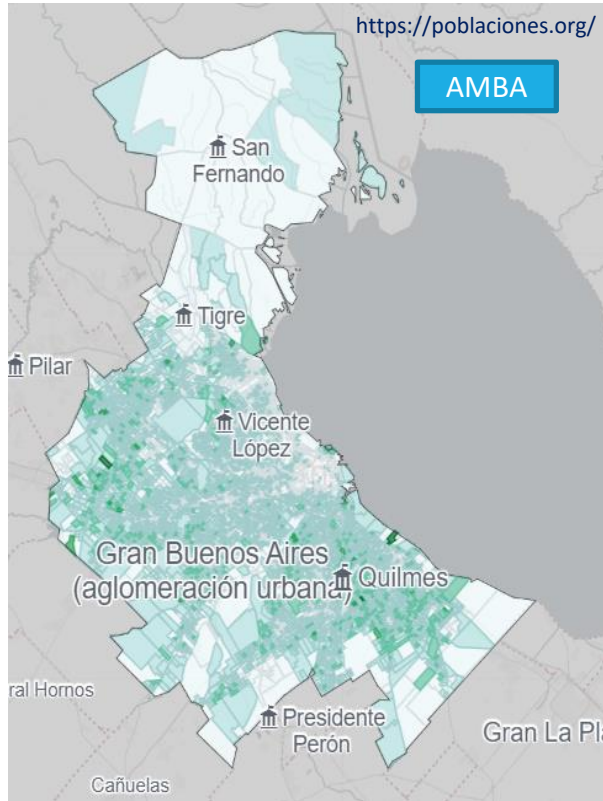 https://poblaciones.org/
AMBA
San
Fernando
Tigre
Pilar
Vicente
López
Gran Buenos Aires
(aglomeración urbana)
Quilmes
ral Hornos
Presidente
Perón
Gran La Pla
Cañuelas